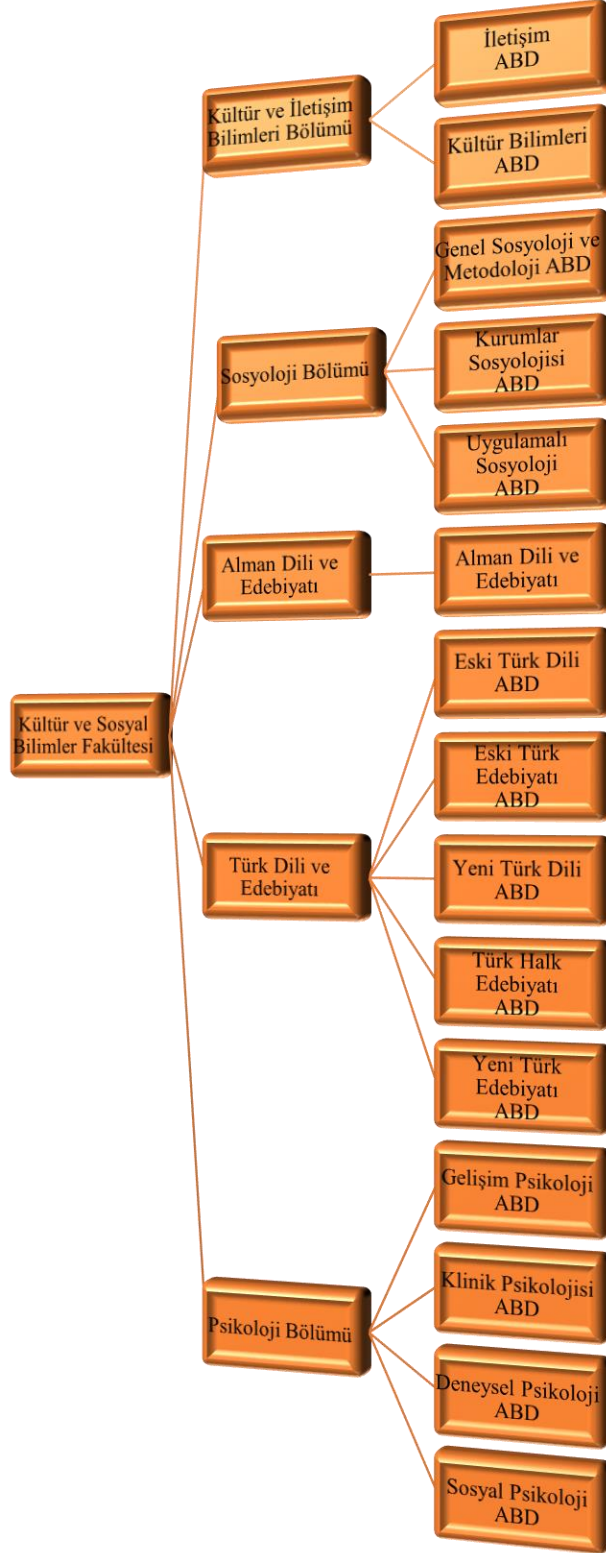 Kültür ve Sosyal
Bilimler Fakültesi
Kültür ve İletişim
Bilimleri Bölümü
İletişim
ABD
Kültür Bilimleri
ABD
Sosyoloji Bölümü
Genel Sosyoloji ve
Metodoloji ABD
Kurumlar
Sosyolojisi
ABD
Uygulamalı
Sosyoloji
ABD
Alman Dili ve
Edebiyatı
Alman Dili ve
Edebiyatı
Türk Dili ve
Edebiyatı
Eski Türk Dili
ABD
Eski Türk
Edebiyatı
ABD
Yeni Türk Dili
ABD
Türk Halk
Edebiyatı
ABD
Yeni Türk
Edebiyatı
ABD
Psikoloji Bölümü
Gelişim Psikoloji
ABD
Klinik Psikolojisi
ABD
Deneysel Psikoloji
ABD
Sosyal Psikoloji
ABD